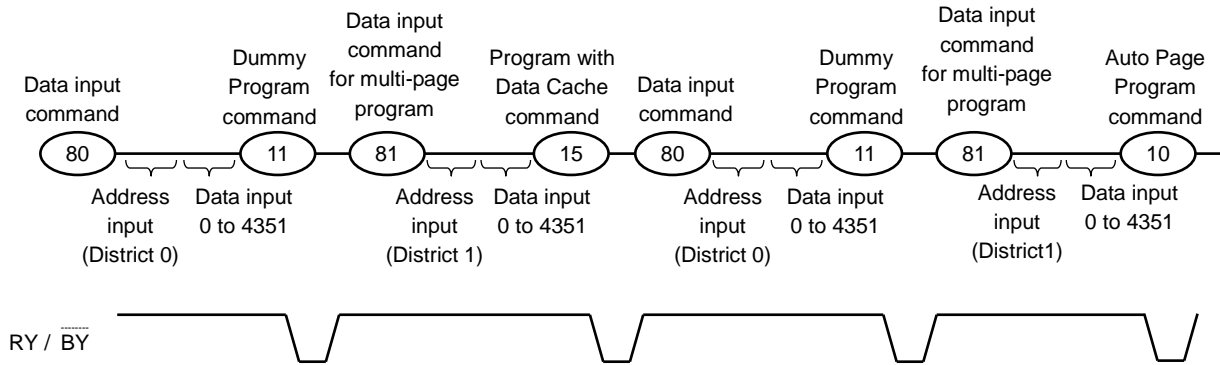 Data input
command
80
Address
input
(District 0)
Data input
0 to 4351
Dummy
Program
command
11
Data input
command
for multi-page
program
81
Address
input
(District 1)
Data input
0 to 4351
Program with
Data Cache
command
15
Data input
command
80
Address
input
(District 0)
Data input
0 to 4351
Dummy
Program
command
11
Data input
command
for multi-page
program
81
Address
input
(District1)
Data input
0 to 4351
Auto Page
Program
command
10
RY / BY